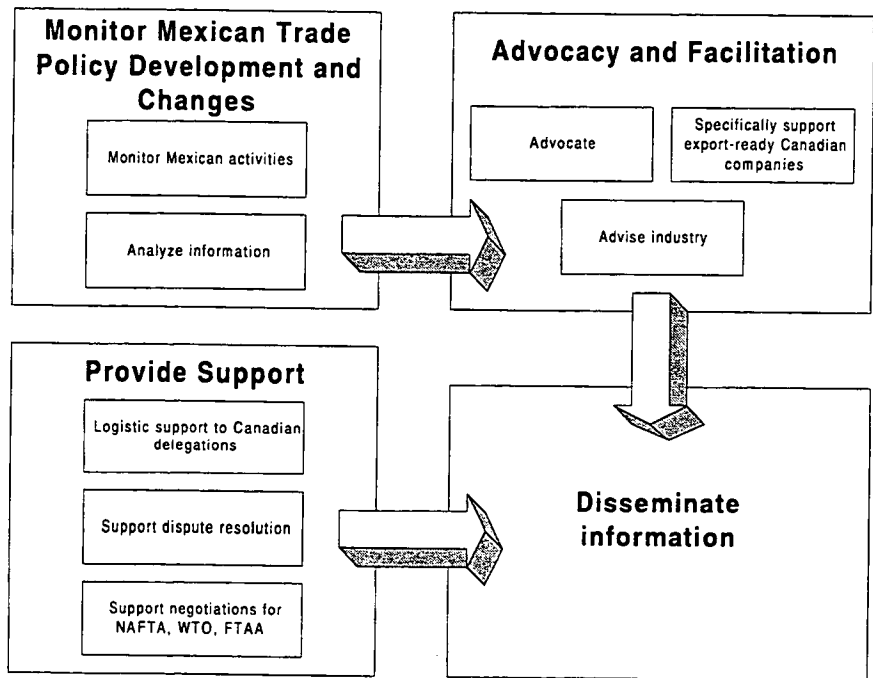 Monitor Mexican Trade
Policy Development and
Changes
Monitor Mexican activities
Analyze information
Advocacy and Facilitation
Advocate
Specifically support
export-ready Canadian
companies
Advise industry
Provide Support
Logistic support to Canadian
delegations
Support dispute resolution
Support negotiations for
NAFTA, WTO, FTAA
Disseminate
information